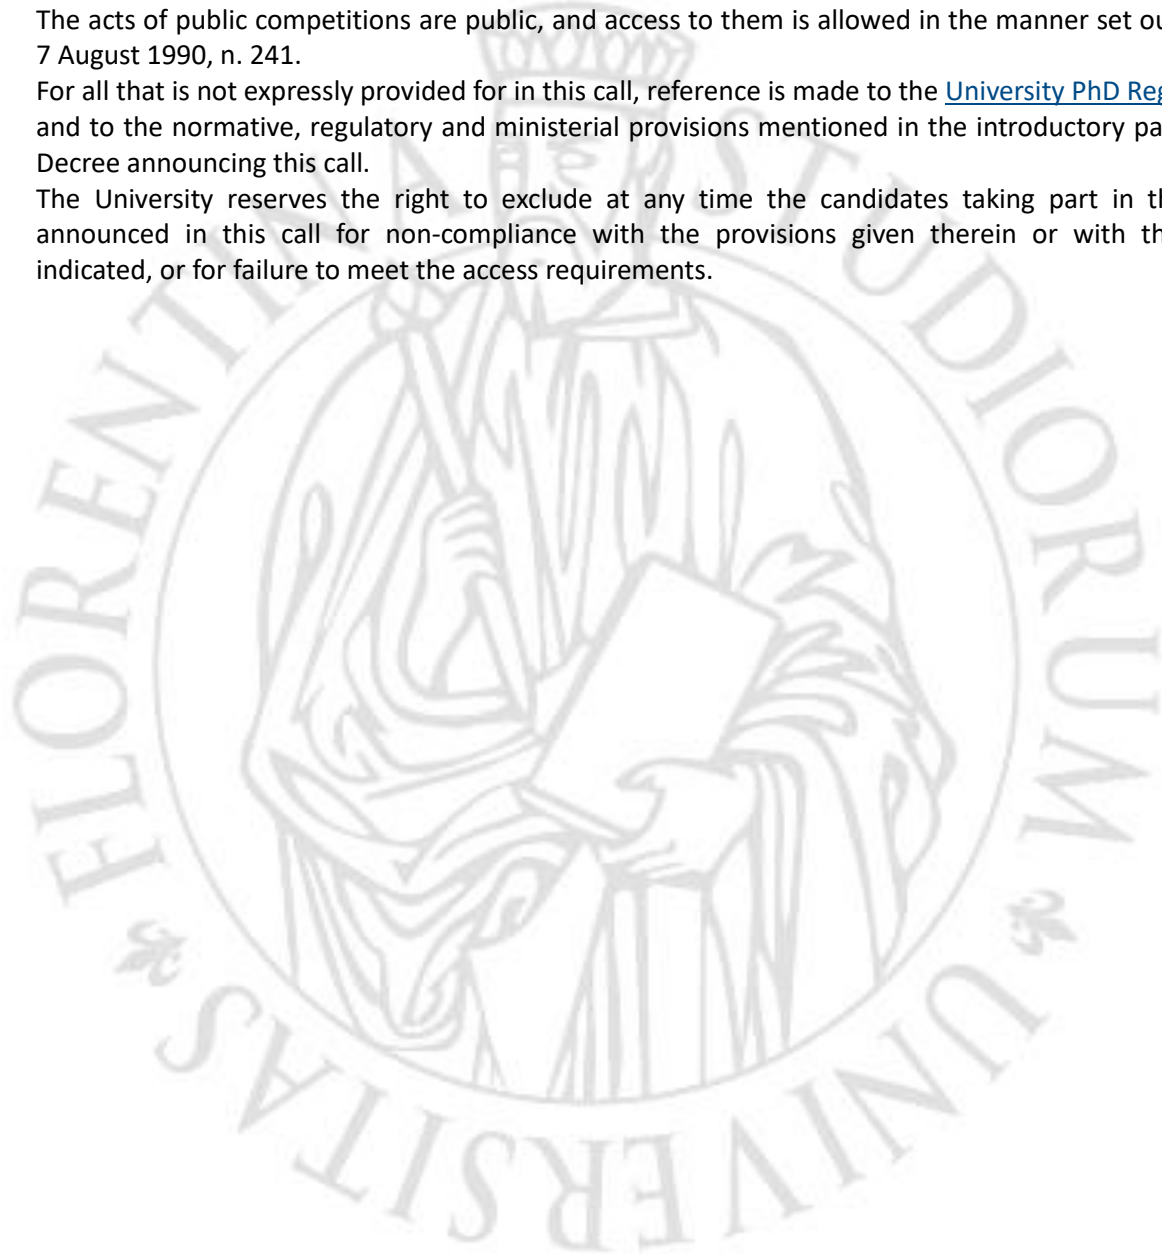 The acts of public competitions are public, and access to them is allowed in the manner set
7 August 1990, n. 241.
For all that is not expressly provided for in this call, reference is made to the University PhD
and to the normative, regulatory and ministerial provisions mentioned in the introductory
Decree announcing this call.
The University reserves the right to exclude at any time the candidates taking part in
announced in this call for non-compliance with the provisions given therein or with
indicated, or for failure to meet the access requirements.
FLORENTINA STUDIORUM UNIVERSITAS